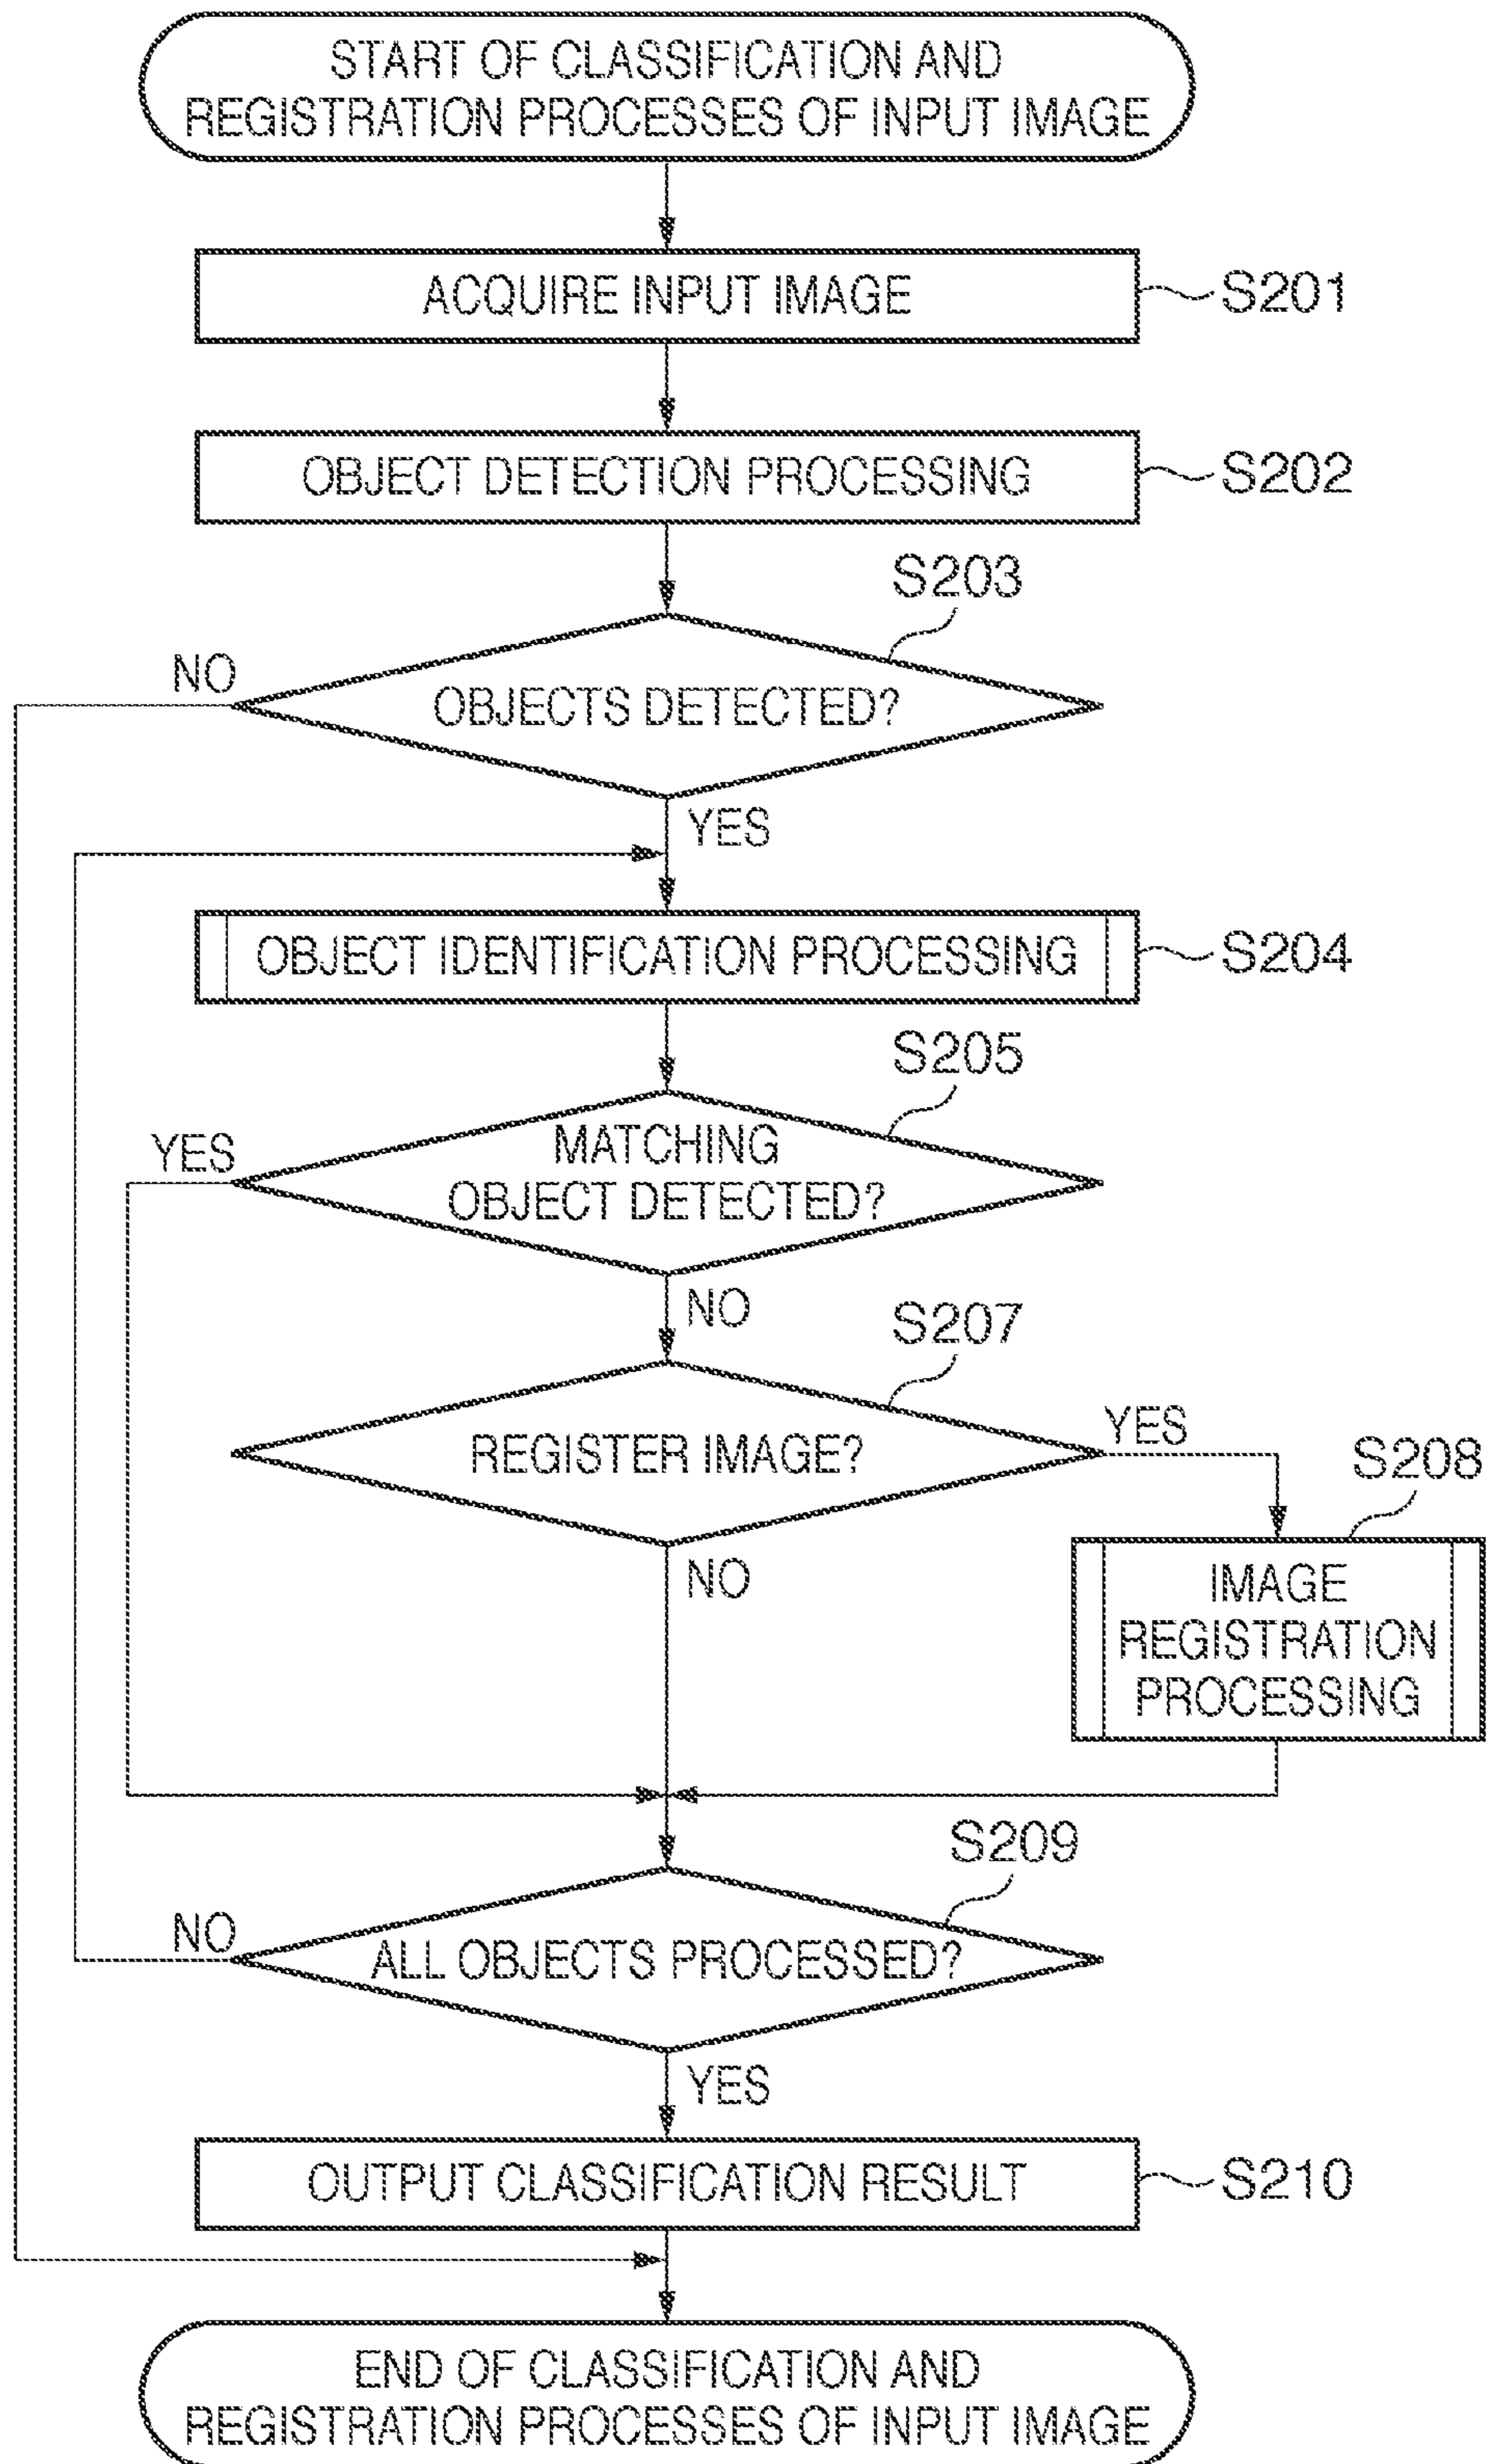 START OF CLASSIFICATION AND
REGISTRATION PROCESSES OF INPUT IMAGE
ACQUIRE INPUT IMAGE
S201
OBJECT DETECTION PROCESSING
S202
S203
NO
OBJECTS DETECTED?
YES
OBJECT IDENTIFICATION PROCESSING
S204
S205
YES
MATCHING
OBJECT DETECTED?
NO
S207
REGISTER IMAGE?
YES
S208
NO
IMAGE
REGISTRATION
PROCESSING
S209
NO
ALL OBJECTS PROCESSED?
YES
OUTPUT CLASSIFICATION RESULT
S210
END OF CLASSIFICATION AND
REGISTRATION PROCESSES OF INPUT IMAGE